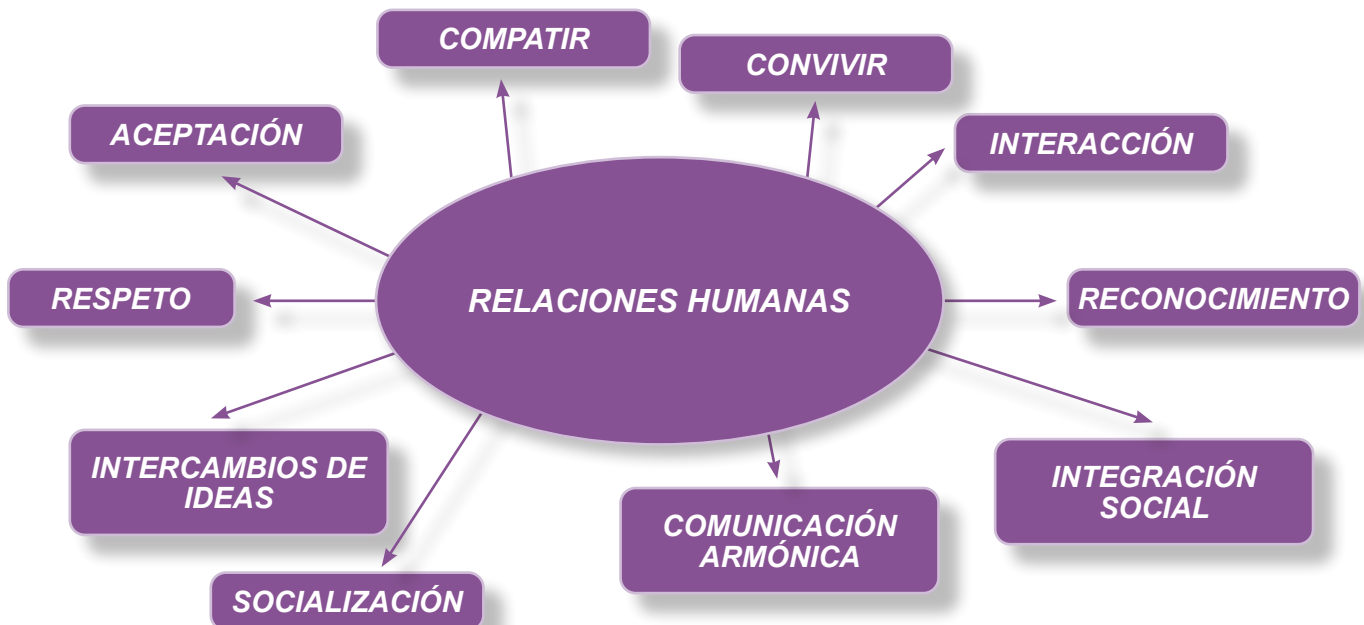 COMPATIR
CONVIVIR
ACEPTACIÓN
INTERACCIÓN
RESPETO
RELACIONES HUMANAS
RECONOCIMIENTO
INTERCAMBIOS DE
IDEAS
INTEGRACIÓN
SOCIAL
COMUNICACIÓN
ARMÓNICA
SOCIALIZACIÓN